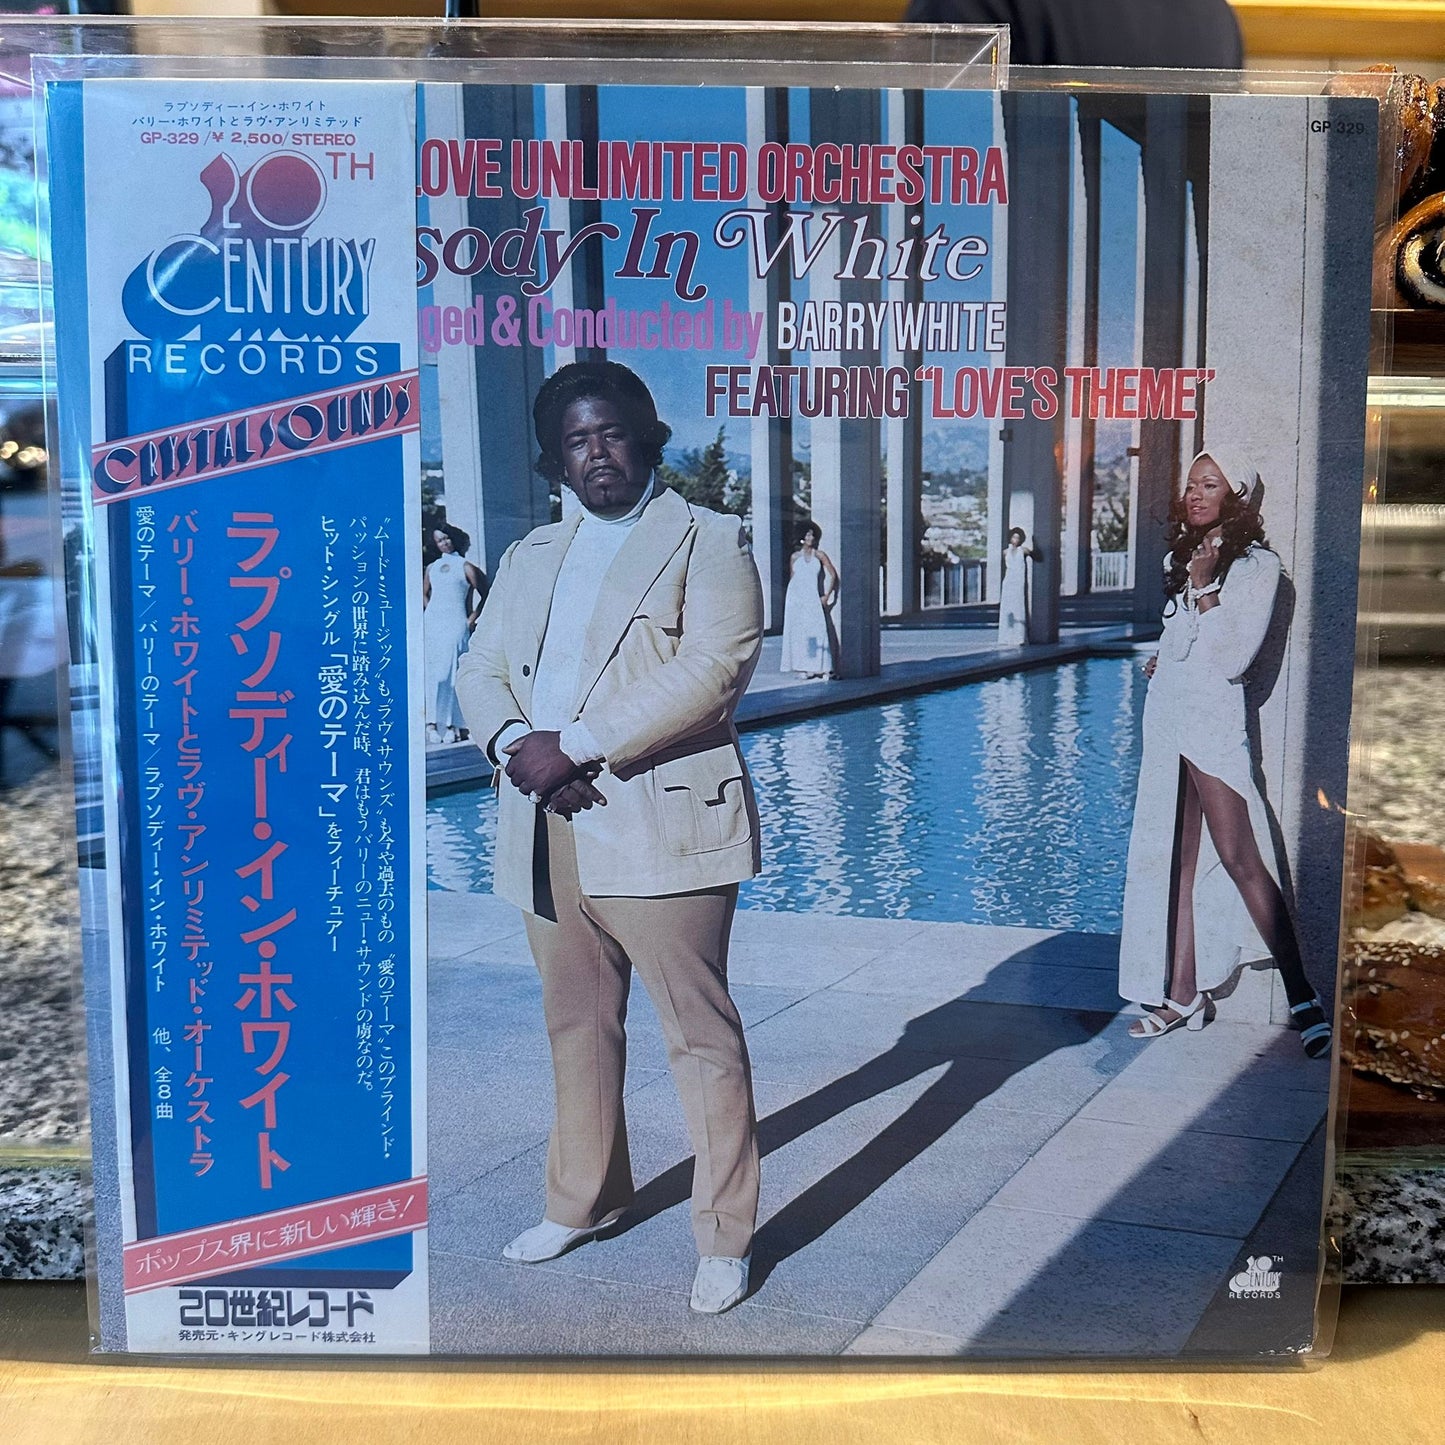 ラプソディー・イン・ホワイト
バリー・ホワイトとラヴ・アンリミテッド
GP-329/￥2,500/STEREO
20TH
CENTURY
RECORDS
CRYSTAL SOUNDS
"ムード・ミュージック"も"ラヴ・サウンズ"も今や過去のもの "愛のテーマ"このブラインド・
パッションの世界に踏み込んだ時、君はもうバリーのニュー・サウンドの虜なのだ。
ヒット・シングル「愛のテーマ」をフィーチュアー
ラプソディー・イン・ホワイト
バリー・ホワイトとラヴ・アンリミテッド・オーケストラ
愛のテーマ/バリーのテーマ/ラプソディー・イン・ホワイト 他、全8曲
ポップス界に新しい輝き!
20世紀レコード
発売元・キングレコード株式会社
GP 329
LOVE UNLIMITED ORCHESTRA
sody In White
ged & Conducted by BARRY WHITE
FEATURING "LOVE'S THEME"
20TH
CENTURY
RECORDS